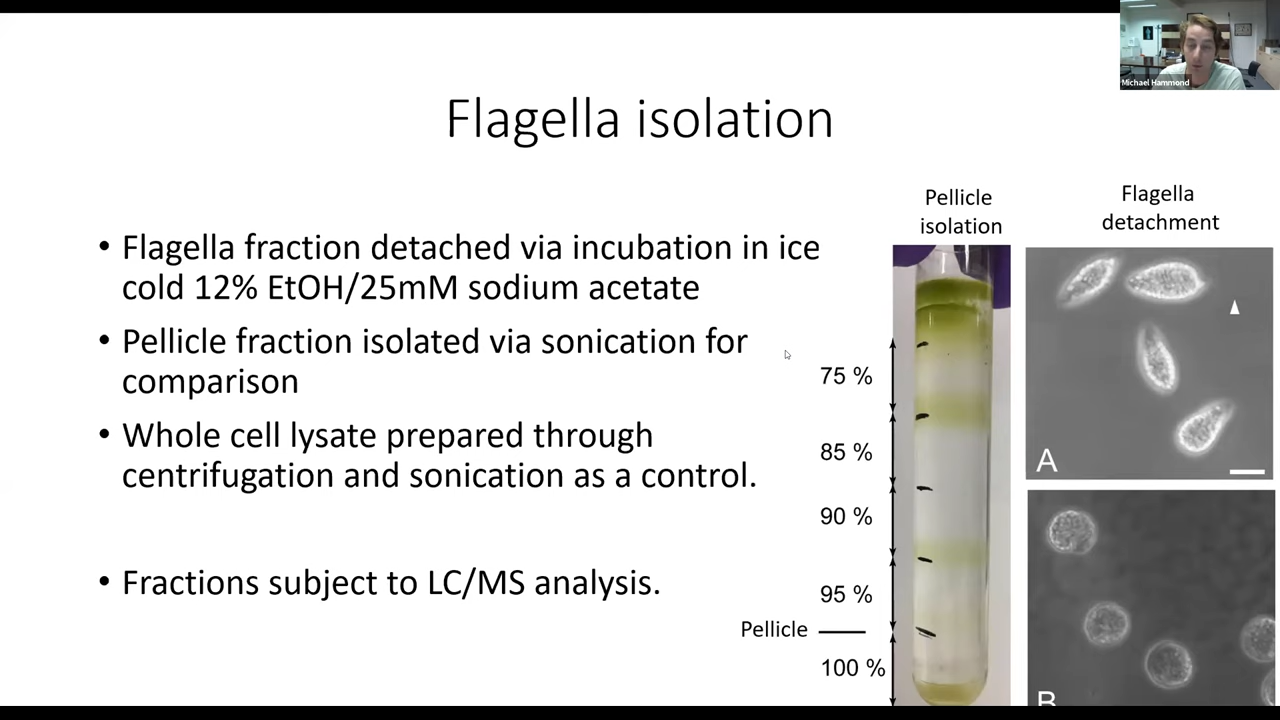 Michael Hammond
Flagella isolation
• Flagella fraction detached via incubation in ice
cold 12% EtOH/25mM sodium acetate
• Pellicle fraction isolated via sonication for
comparison
• Whole cell lysate prepared through
centrifugation and sonication as a control.
• Fractions subject to LC/MS analysis.
Pellicle
isolation
75 %
85 %
90 %
95 %
Pellicle
100 %
Flagella
detachment
A
B